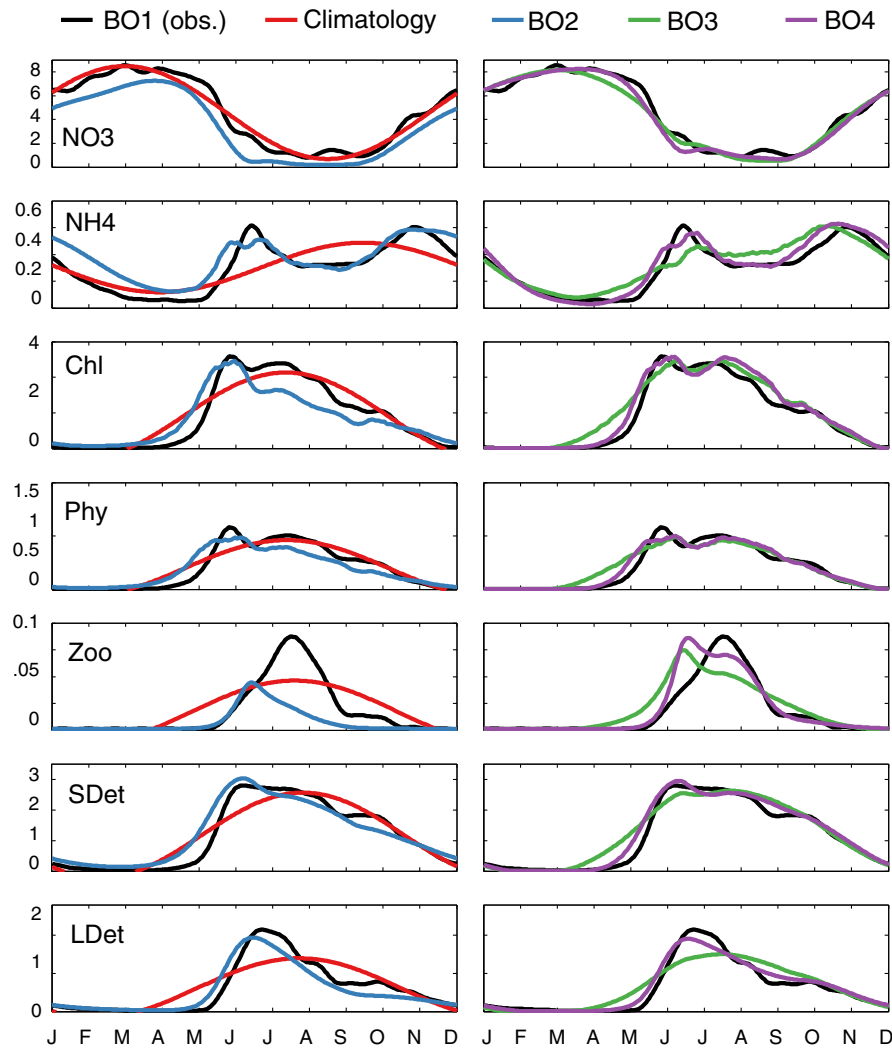 BO1 (obs.) Climatology BO2 BO3 BO4
8
6
4
2
0
NO3
0.6
0.4
0.2
0
NH4
4
2
0
Chl
1.5
1
0.5
0
Phy
0.1
.05
0
Zoo
3
2
1
0
SDet
2
1
0
LDet
J F M A M J J A S O N D J F M A M J J A S O N D